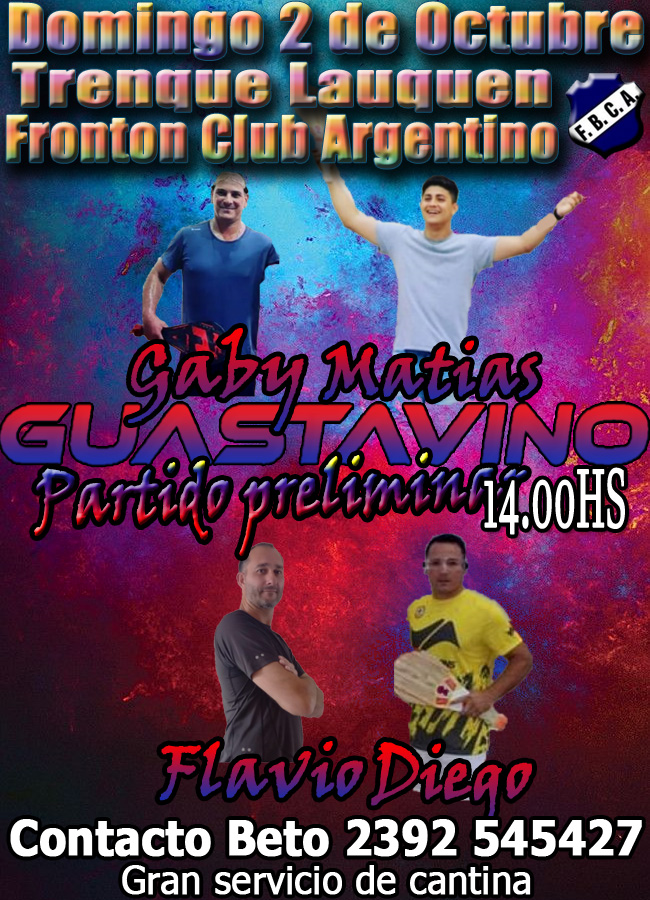 Domingo 2 de Octubre
Trenque Lauquen
Fronton Club Argentino
F.B.C.A
Gaby Matias
GUASTAVINO
Partido preliminar
14.00HS
Flavio Diego
Contacto Beto 2392 545427
Gran servicio de cantina